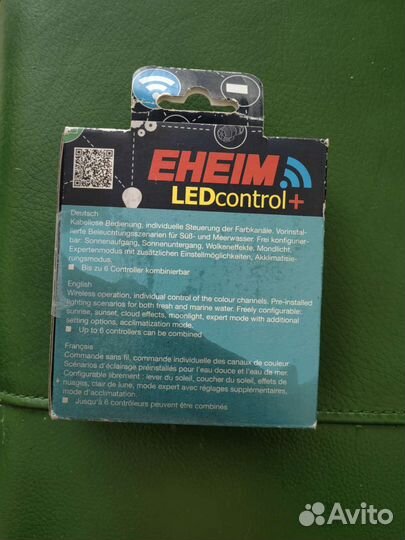 EHEIM
LEDcontrol+
Deutsch
Kabellose Bedienung, individuelle Steuerung der Farbkanäle. Vorinstal-
lierte Beleuchtungsszenarien für Süß- und Meerwasser. Frei konfigurier-
bar: Sonnenaufgang, Sonnenuntergang, Wolkeneffekte, Mondlicht,
Expertenmodus mit zusätzlichen Einstellmöglichkeiten, Akklimatisie-
rungsmodus.
Bis zu 6 Controller kombinierbar
English
Wireless operation, individual control of the colour channels. Pre-installed
lighting scenarios for both fresh and marine water. Freely configurable:
sunrise, sunset, cloud effects, moonlight, expert mode with additional
setting options, acclimatization mode.
Up to 6 controllers can be combined
Français
Commande sans fil, commande individuelle des canaux de couleur
Scénarios d'éclairage préinstallés pour l'eau douce et l'eau de mer.
Configurable librement : lever du soleil, coucher du soleil, effets de
nuages, clair de lune, mode expert avec réglages supplémentaires,
mode d'acclimatation.
Jusqu'à 6 contrôleurs peuvent être combinés
Avito